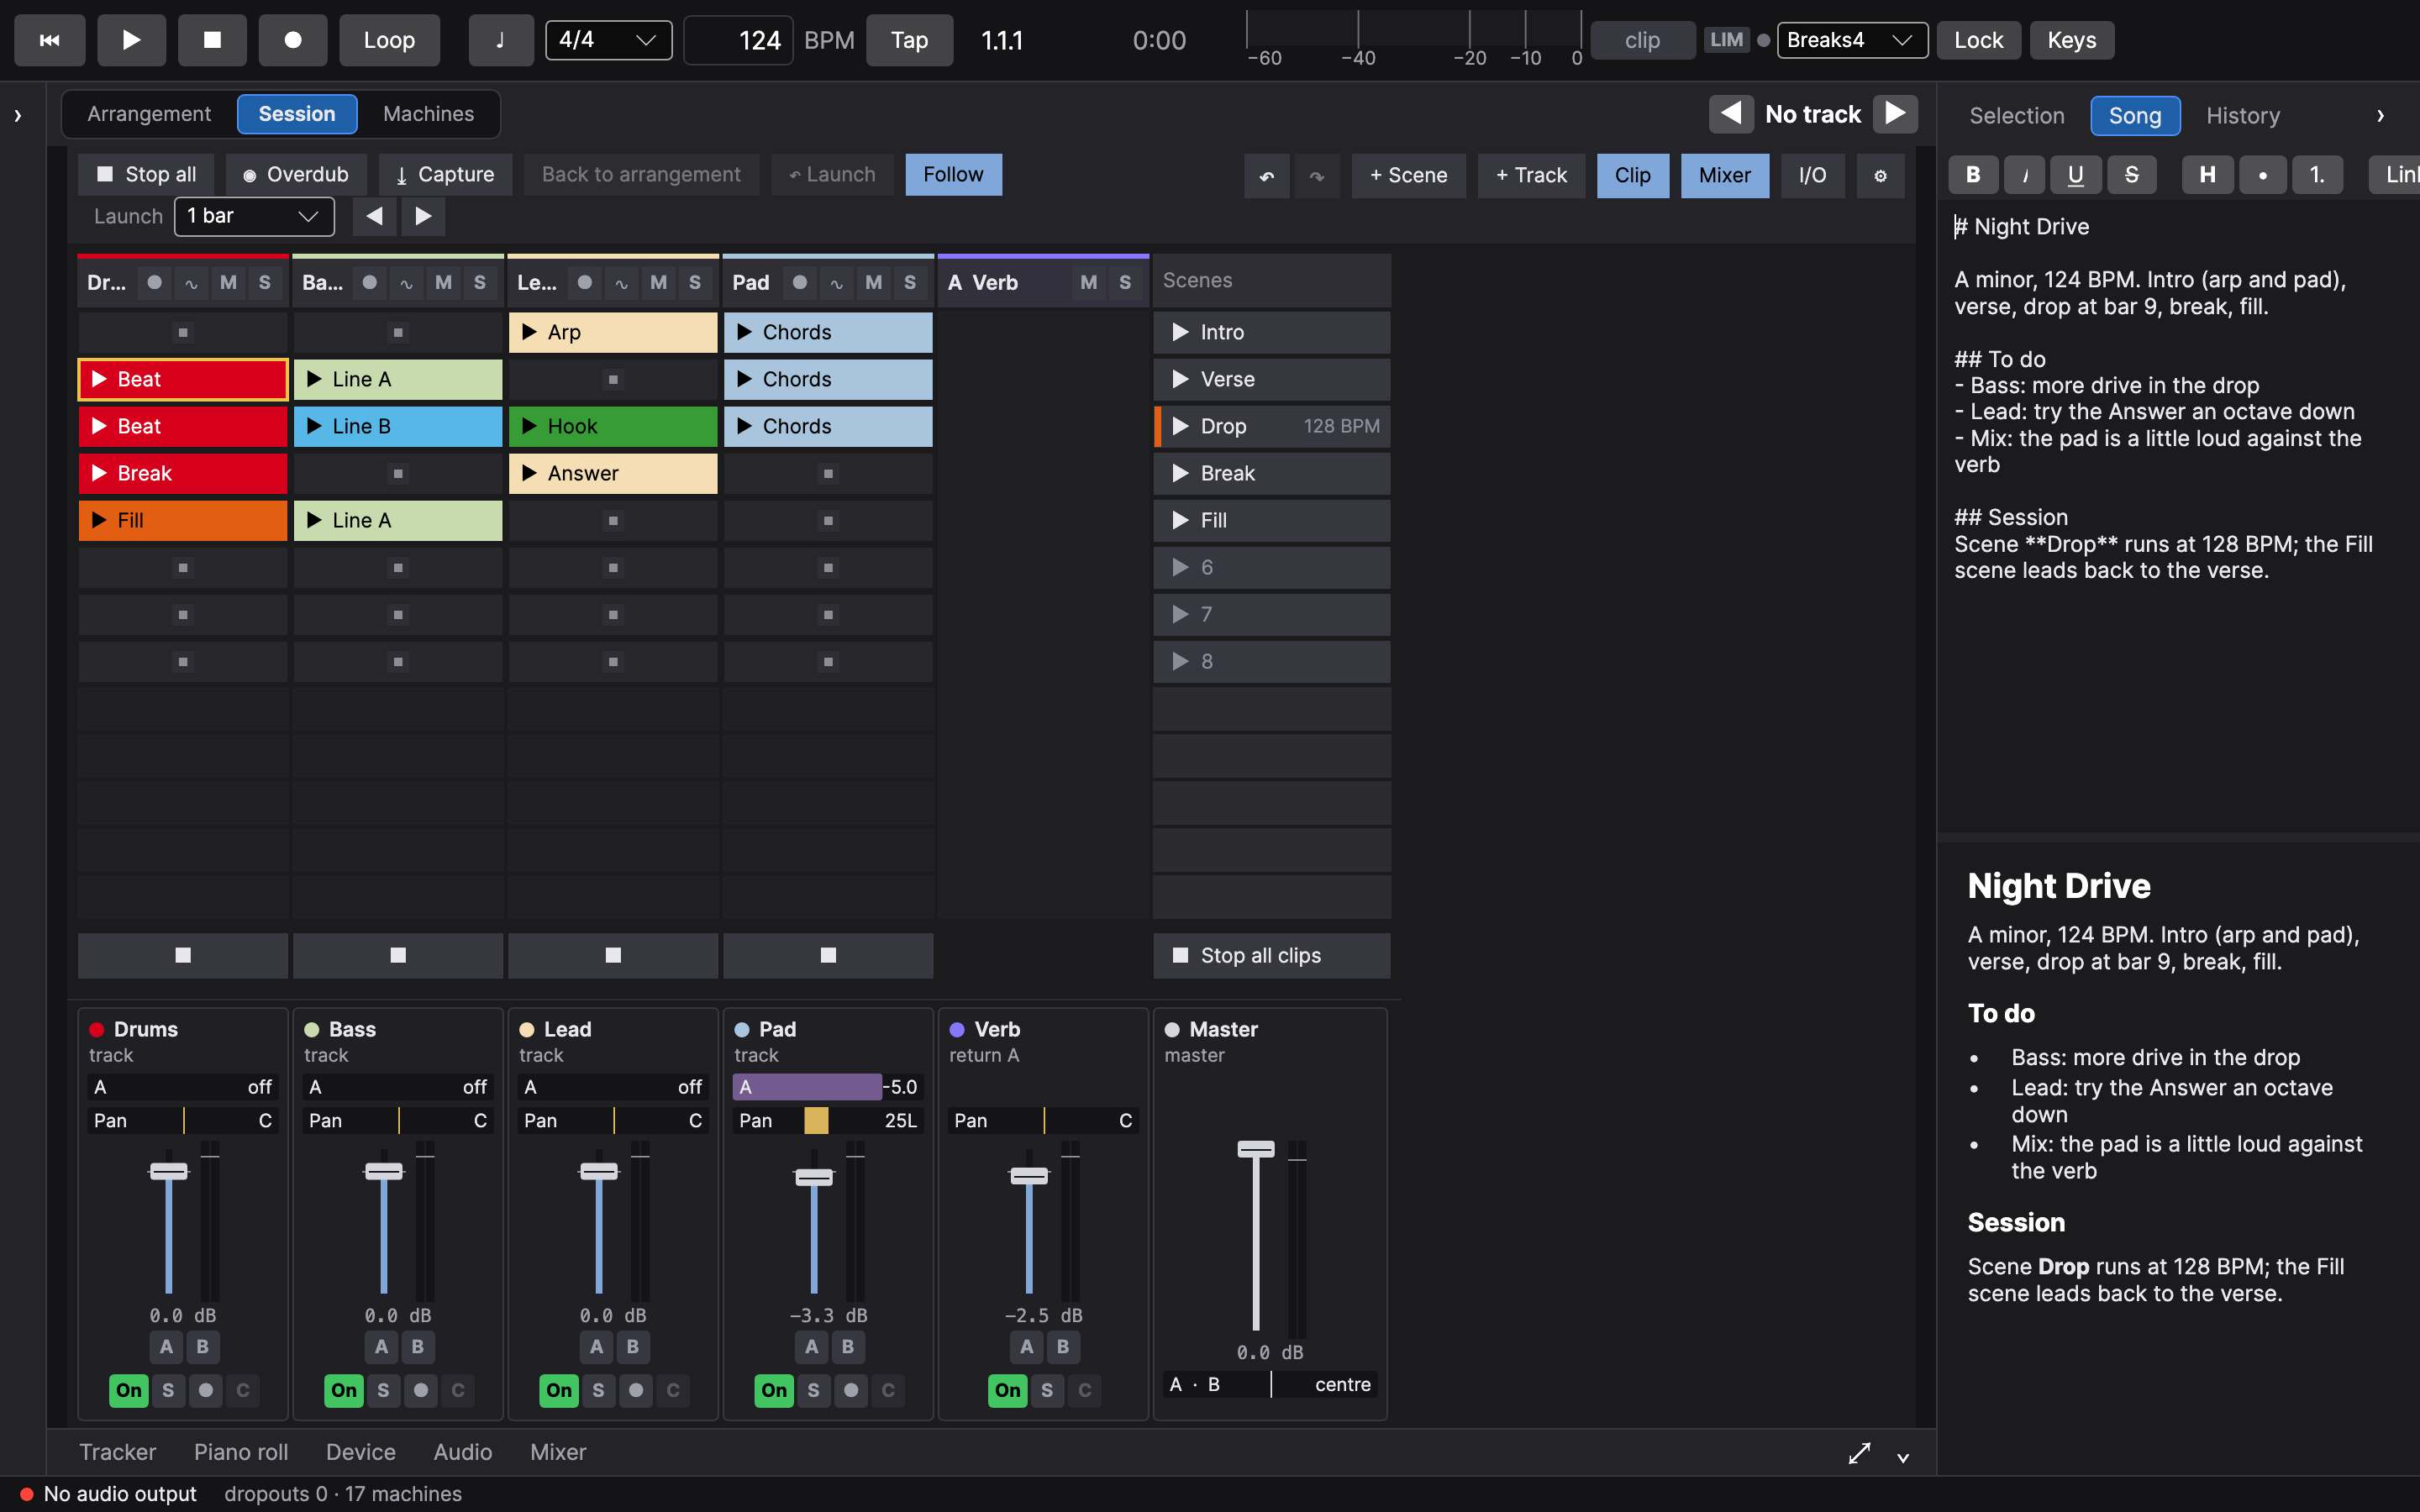 Loop
4/4
124 BPM
Tap
1.1.1
0:00
−60 −40 −20 −10 0
clip
LIM
Breaks4
Lock
Keys
Arrangement
Session
Machines
No track
Selection
Song
History
Stop all
Overdub
Capture
Back to arrangement
Launch
Follow
+ Scene
+ Track
Clip
Mixer
I/O
B I U S H • 1. Linl
Launch 1 bar
# Night Drive
A minor, 124 BPM. Intro (arp and pad),
verse, drop at bar 9, break, fill.
## To do
- Bass: more drive in the drop
- Lead: try the Answer an octave down
- Mix: the pad is a little loud against the
verb
## Session
Scene **Drop** runs at 128 BPM; the Fill
scene leads back to the verse.
Dr... M S
Ba... M S
Le... M S
Pad M S
A Verb M S
Scenes
Arp Chords Intro
Beat Line A Chords Verse
Beat Line B Hook Chords Drop 128 BPM
Break Answer Break
Fill Line A Fill
6
7
8
Stop all clips
Drums
track
A off
Pan C
0.0 dB
A B
On S C
Bass
track
A off
Pan C
0.0 dB
A B
On S C
Lead
track
A off
Pan C
0.0 dB
A B
On S C
Pad
track
A -5.0
Pan 25L
−3.3 dB
A B
On S C
Verb
return A
Pan C
−2.5 dB
A B
On S C
Master
master
0.0 dB
A · B centre
Night Drive
A minor, 124 BPM. Intro (arp and pad),
verse, drop at bar 9, break, fill.
To do
• Bass: more drive in the drop
• Lead: try the Answer an octave
down
• Mix: the pad is a little loud against
the verb
Session
Scene Drop runs at 128 BPM; the Fill
scene leads back to the verse.
Tracker
Piano roll
Device
Audio
Mixer
No audio output
dropouts 0 · 17 machines